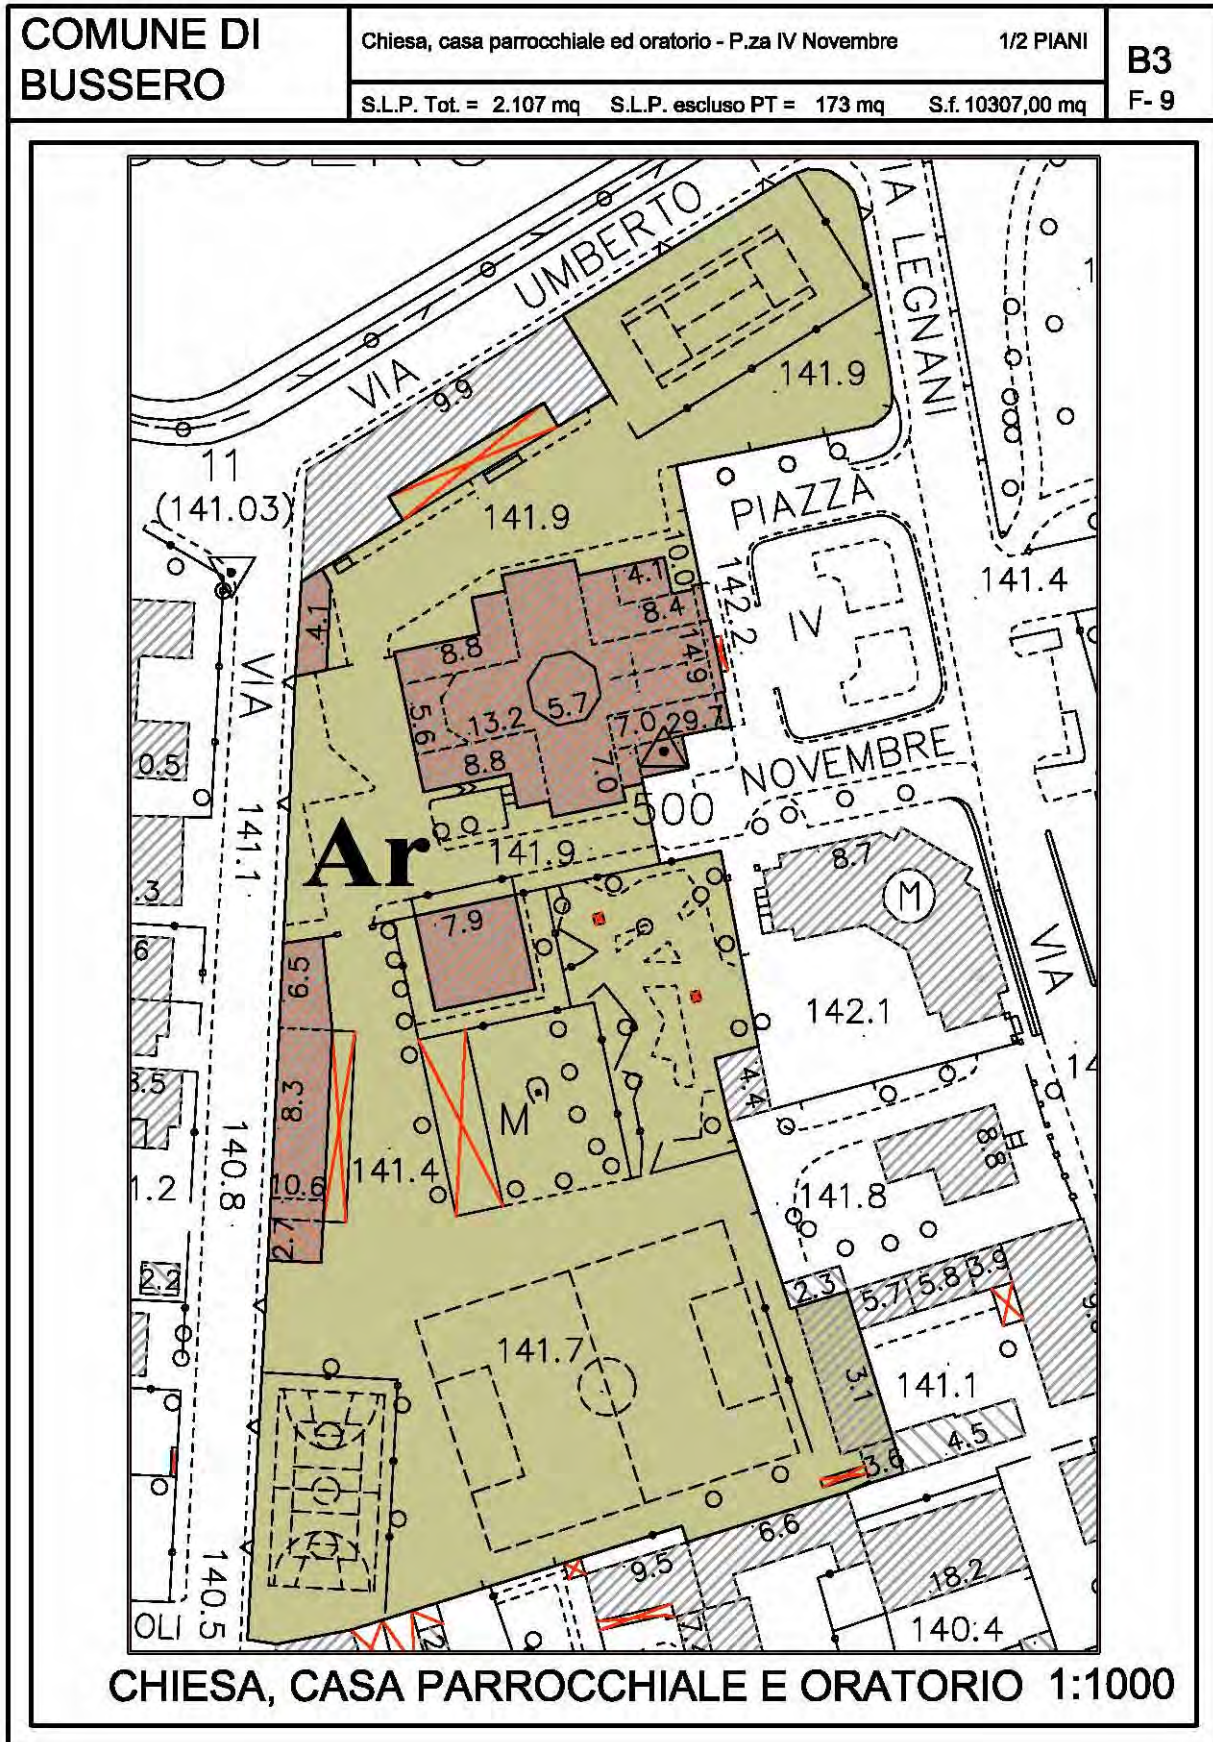 COMUNE DI
BUSSERO
Chiesa, casa parrocchiale ed oratorio - P.za IV Novembre 1/2 PIANI
S.L.P. Tot. = 2.107 mq S.L.P. escluso PT = 173 mq S.f. 10307,00 mq
B3
F- 9
VIA UMBERTO
VIA LEGNANI
9.9
141.9
11
(141.03)
141.9
PIAZZA
IV
NOVEMBRE
142.2
141.4
10.0
4.1
8.4
14.9
4.1
8.8
5.7
5.6
13.2
7.0
29.7
8.8
7.0
500
VIA
0.5
141.1
Ar
141.9
8.7
M
7.9
6.5
VIA
142.1
4.4
8.3
M
8.8
140.8
141.4
10.6
141.8
1.2
2.7
2.2
2.3
5.7
5.8
3.9
141.7
3.1
141.1
4.5
3.6
6.6
9.5
18.2
140.5
OLI
140.4
CHIESA, CASA PARROCCHIALE E ORATORIO 1:1000